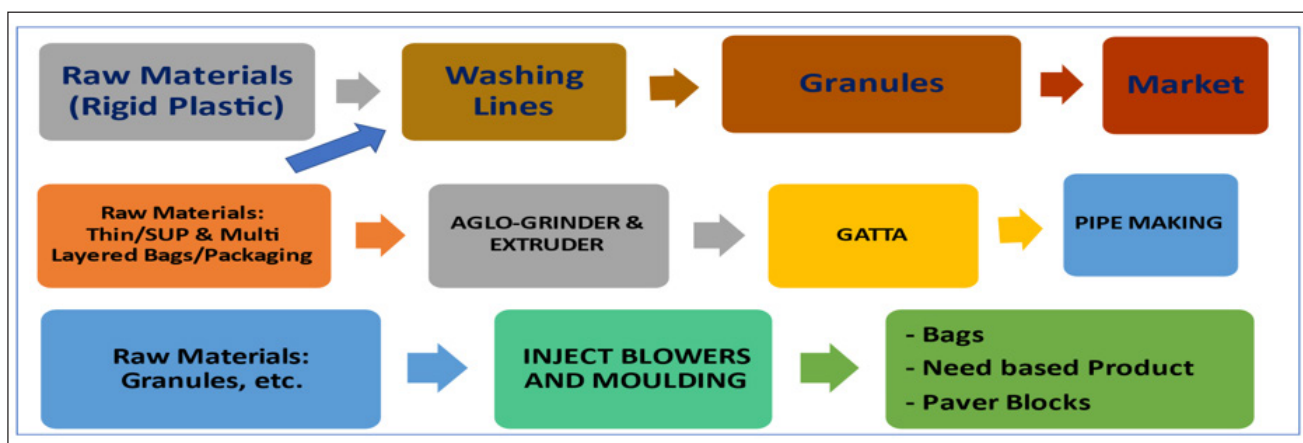 Raw Materials
(Rigid Plastic)
Washing
Lines
Granules
Market
Raw Materials:
Thin/SUP & Multi
Layered Bags/Packaging
AGLO-GRINDER &
EXTRUDER
GATTA
PIPE MAKING
Raw Materials:
Granules, etc.
INJECT BLOWERS
AND MOULDING
- Bags
- Need based Product
- Paver Blocks